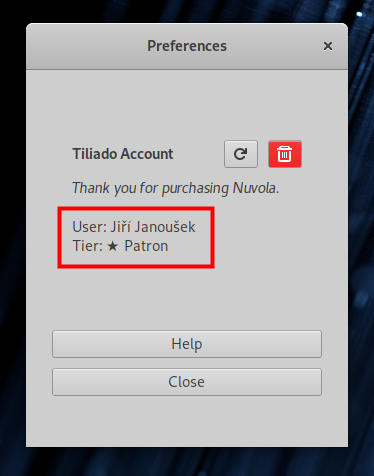 Preferences
Tiliado Account
Thank you for purchasing Nuvola.
User: Jiří Janoušek
Tier: ★ Patron
Help
Close